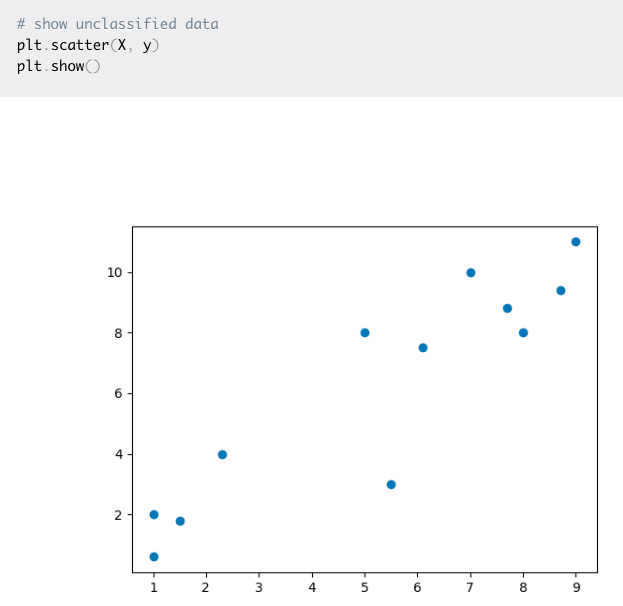 # show unclassified data
plt.scatter(X, y)
plt.show()
10
8
6
4
2
1 2 3 4 5 6 7 8 9